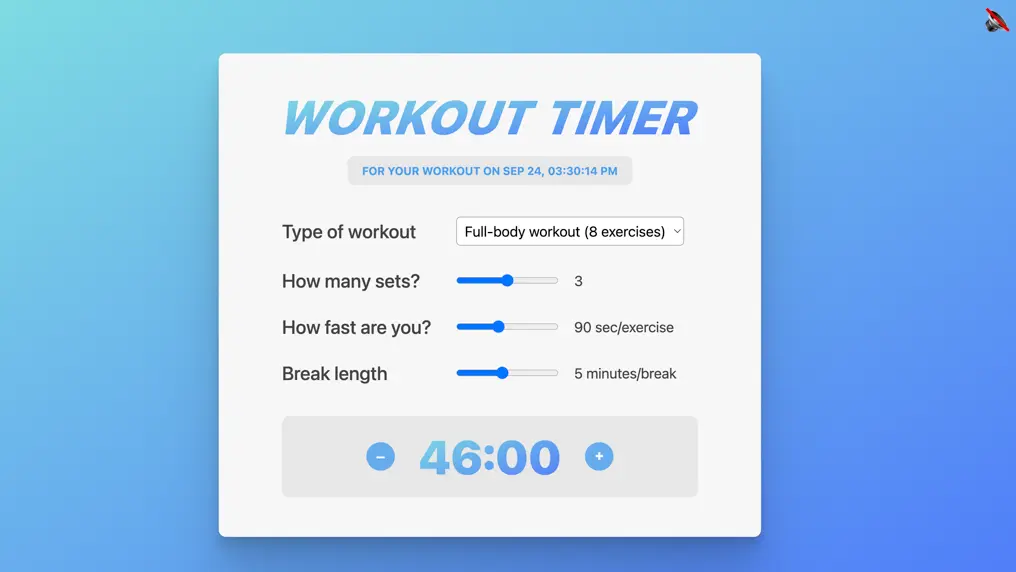 WORKOUT TIMER
FOR YOUR WORKOUT ON SEP 24, 03:30:14 PM
Type of workout Full-body workout (8 exercises)
How many sets? 3
How fast are you? 90 sec/exercise
Break length 5 minutes/break
– 46:00 +